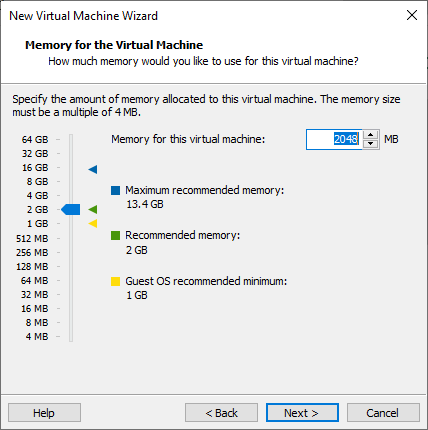 New Virtual Machine Wizard
Memory for the Virtual Machine
How much memory would you like to use for this virtual machine?
Specify the amount of memory allocated to this virtual machine. The memory size
must be a multiple of 4 MB.
64 GB
32 GB
16 GB
8 GB
4 GB
2 GB
1 GB
512 MB
256 MB
128 MB
64 MB
32 MB
16 MB
8 MB
4 MB
Memory for this virtual machine: 2048 MB
Maximum recommended memory:
13.4 GB
Recommended memory:
2 GB
Guest OS recommended minimum:
1 GB
Help < Back Next > Cancel